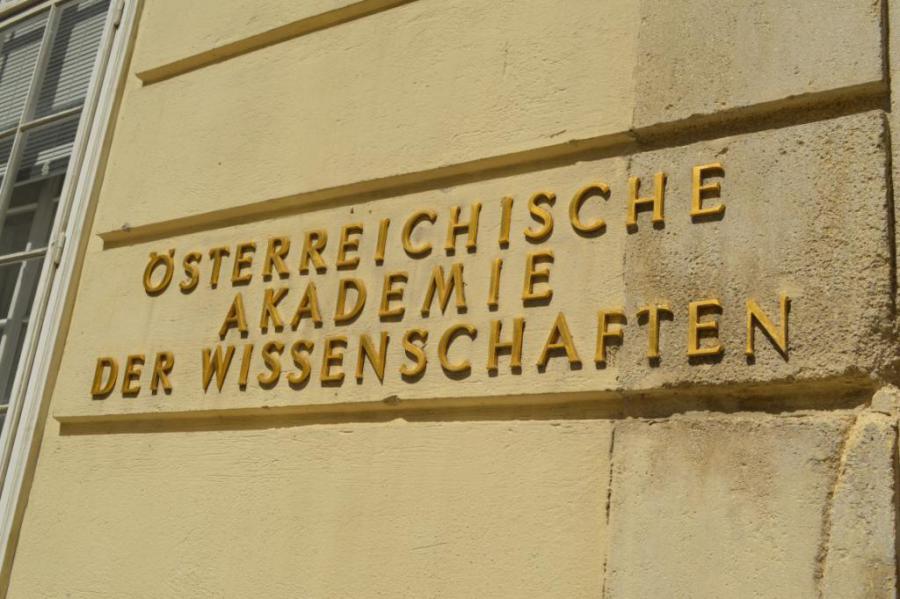 ÖSTERREICHISCHE
AKADEMIE
DER WISSENSCHAFTEN